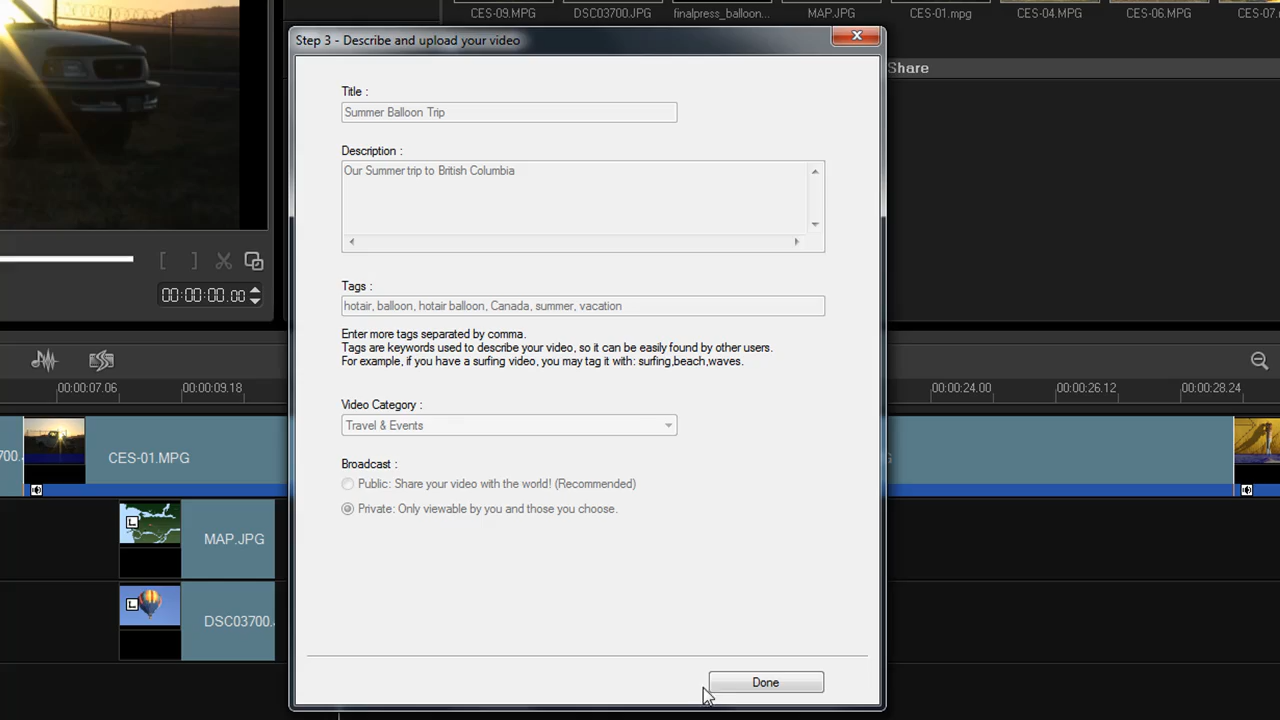 CES-09.MPG DSC03700.JPG finalpress_balloon... MAP.JPG CES-01.mpg CES-04.MPG CES-06.MPG CES-07.
Step 3 - Describe and upload your video
Share
Title :
Summer Balloon Trip
Description :
Our Summer trip to British Columbia
[ ]
00:00:00.00
Tags :
hotair, balloon, hotair balloon, Canada, summer, vacation
Enter more tags separated by comma.
Tags are keywords used to describe your video, so it can be easily found by other users.
For example, if you have a surfing video, you may tag it with: surfing,beach,waves.
00:00:07.06 00:00:09.18 00:00:24.00 00:00:26.12 00:00:28.24
Video Category :
Travel & Events
700. CES-01.MPG G
Broadcast :
Public: Share your video with the world! (Recommended)
Private: Only viewable by you and those you choose.
L MAP.JPG
L DSC03700.J
Done